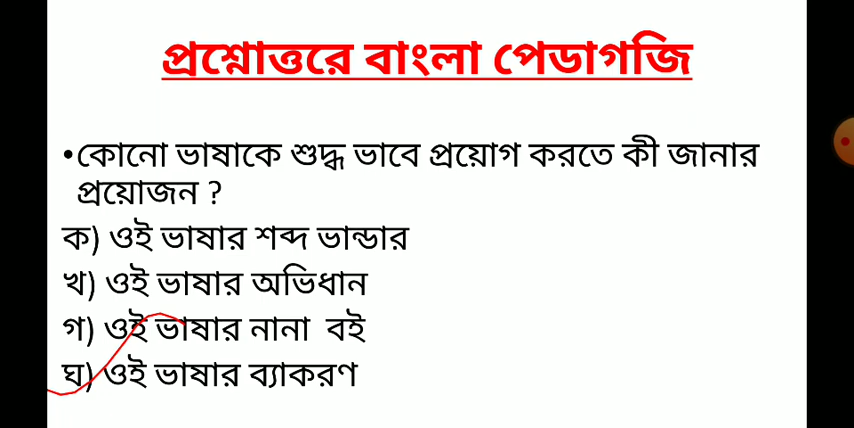 প্রশ্নোত্তরে বাংলা পেডাগজি
•কোনো ভাষাকে শুদ্ধ ভাবে প্রয়োগ করতে কী জানার
প্রয়োজন ?
ক) ওই ভাষার শব্দ ভান্ডার
খ) ওই ভাষার অভিধান
গ) ওই ভাষার নানা বই
ঘ) ওই ভাষার ব্যাকরণ